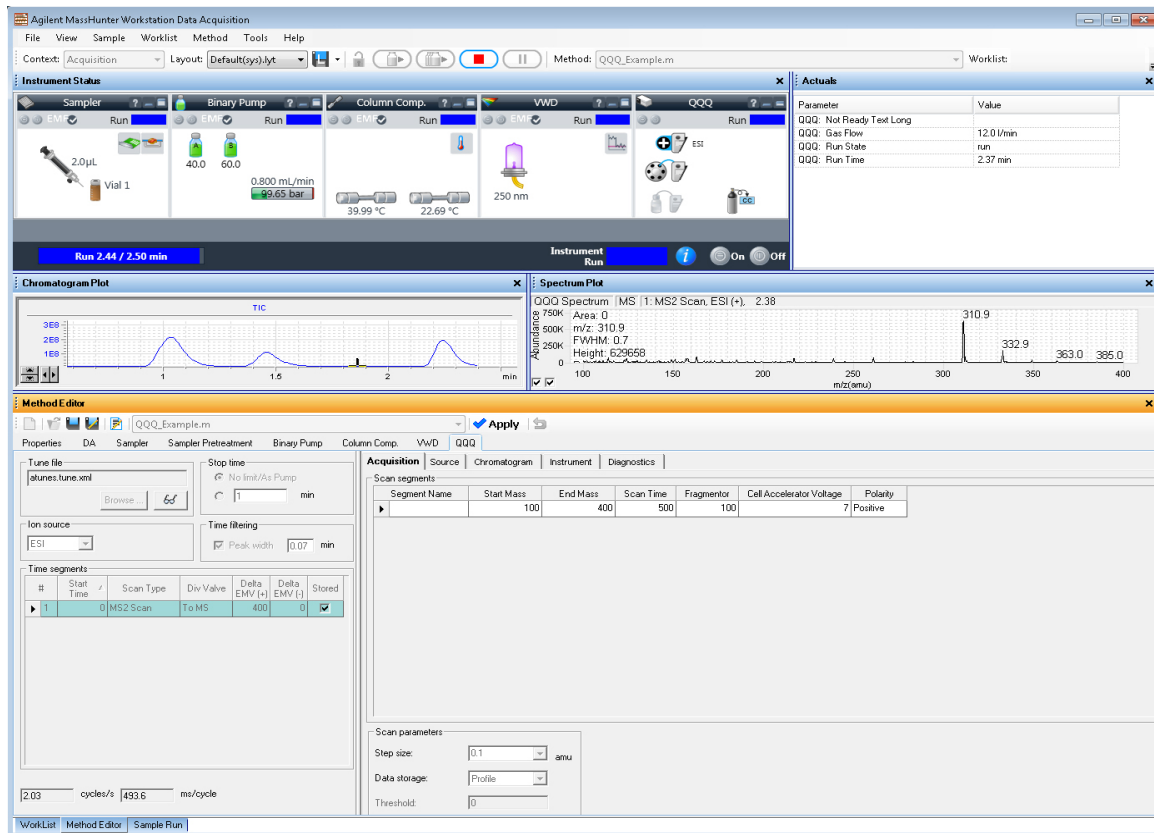 Agilent MassHunter Workstation Data Acquisition
File View Sample Worklist Method Tools Help
Context: Acquisition Layout: Default(sys).lyt Method: QQQ_Example.m Worklist:
Instrument Status
Sampler ?
EMF Run
2.0µL
Vial 1
Binary Pump ?
EMF Run
A B
40.0 60.0
0.800 mL/min
99.65 bar
Column Comp. ?
EMF Run
39.99 °C 22.69 °C
VWD ?
EMF Run
250 nm
QQQ ?
Run
ESI
CC
Run 2.44 / 2.50 min
Instrument
Run
i On Off
Actuals
Parameter Value
QQQ: Not Ready Text Long
QQQ: Gas Flow 12.0 l/min
QQQ: Run State run
QQQ: Run Time 2.37 min
Chromatogram Plot
TIC
3E8
2E8
1E8
1 1.5 2 min
Spectrum Plot
QQQ Spectrum MS 1: MS2 Scan, ESI (+), 2.38
Abundance
750K
500K
250K
0
Area: 0
m/z: 310.9
FWHM: 0.7
Height: 629658
310.9
332.9
363.0 385.0
100 150 200 250 300 350 400
m/z(amu)
Method Editor
QQQ_Example.m Apply
Properties DA Sampler Sampler Pretreatment Binary Pump Column Comp. VWD QQQ
Tune file
atunes.tune.xml
Browse ...
Stop time
No limit/As Pump
1 min
Ion source
ESI
Time filtering
Peak width 0.07 min
Time segments
# Start Time Scan Type Div Valve Delta EMV (+) Delta EMV (-) Stored
1 0 MS2 Scan To MS 400 0
2.03 cycles/s 493.6 ms/cycle
Acquisition Source Chromatogram Instrument Diagnostics
Scan segments
Segment Name Start Mass End Mass Scan Time Fragmentor Cell Accelerator Voltage Polarity
100 400 500 100 7 Positive
Scan parameters
Step size: 0.1 amu
Data storage: Profile
Threshold: 0
WorkList Method Editor Sample Run